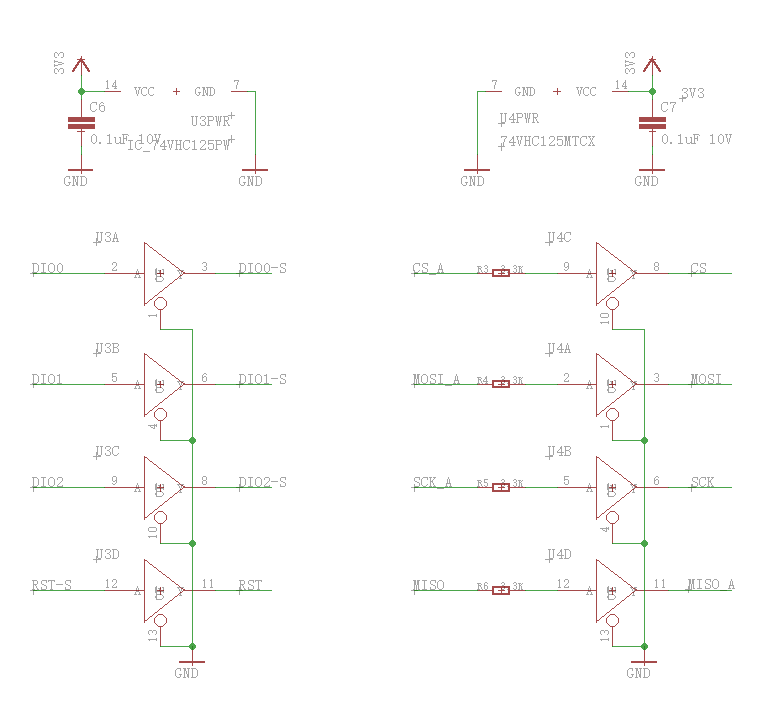 3V3
14 VCC + GND 7
C6
U3PWR
0.1uF 10V
IC_74VHC125PW
GND
GND
3V3
7 GND + VCC 14
3V3
C7
U4PWR
0.1uF 10V
74VHC125MTCX
GND
GND
U3A
DIO0 2 A Y 3 DIO0-S
1
U3B
DIO1 5 A Y 6 DIO1-S
4
U3C
DIO2 9 A Y 8 DIO2-S
10
U3D
RST-S 12 A Y 11 RST
13
GND
U4C
CS_A R3 3.3K 9 A Y 8 CS
10
U4A
MOSI_A R4 3.3K 2 A Y 3 MOSI
1
U4B
SCK_A R5 3.3K 5 A Y 6 SCK
4
U4D
MISO R6 3.3K 12 A Y 11 MISO_A
13
GND